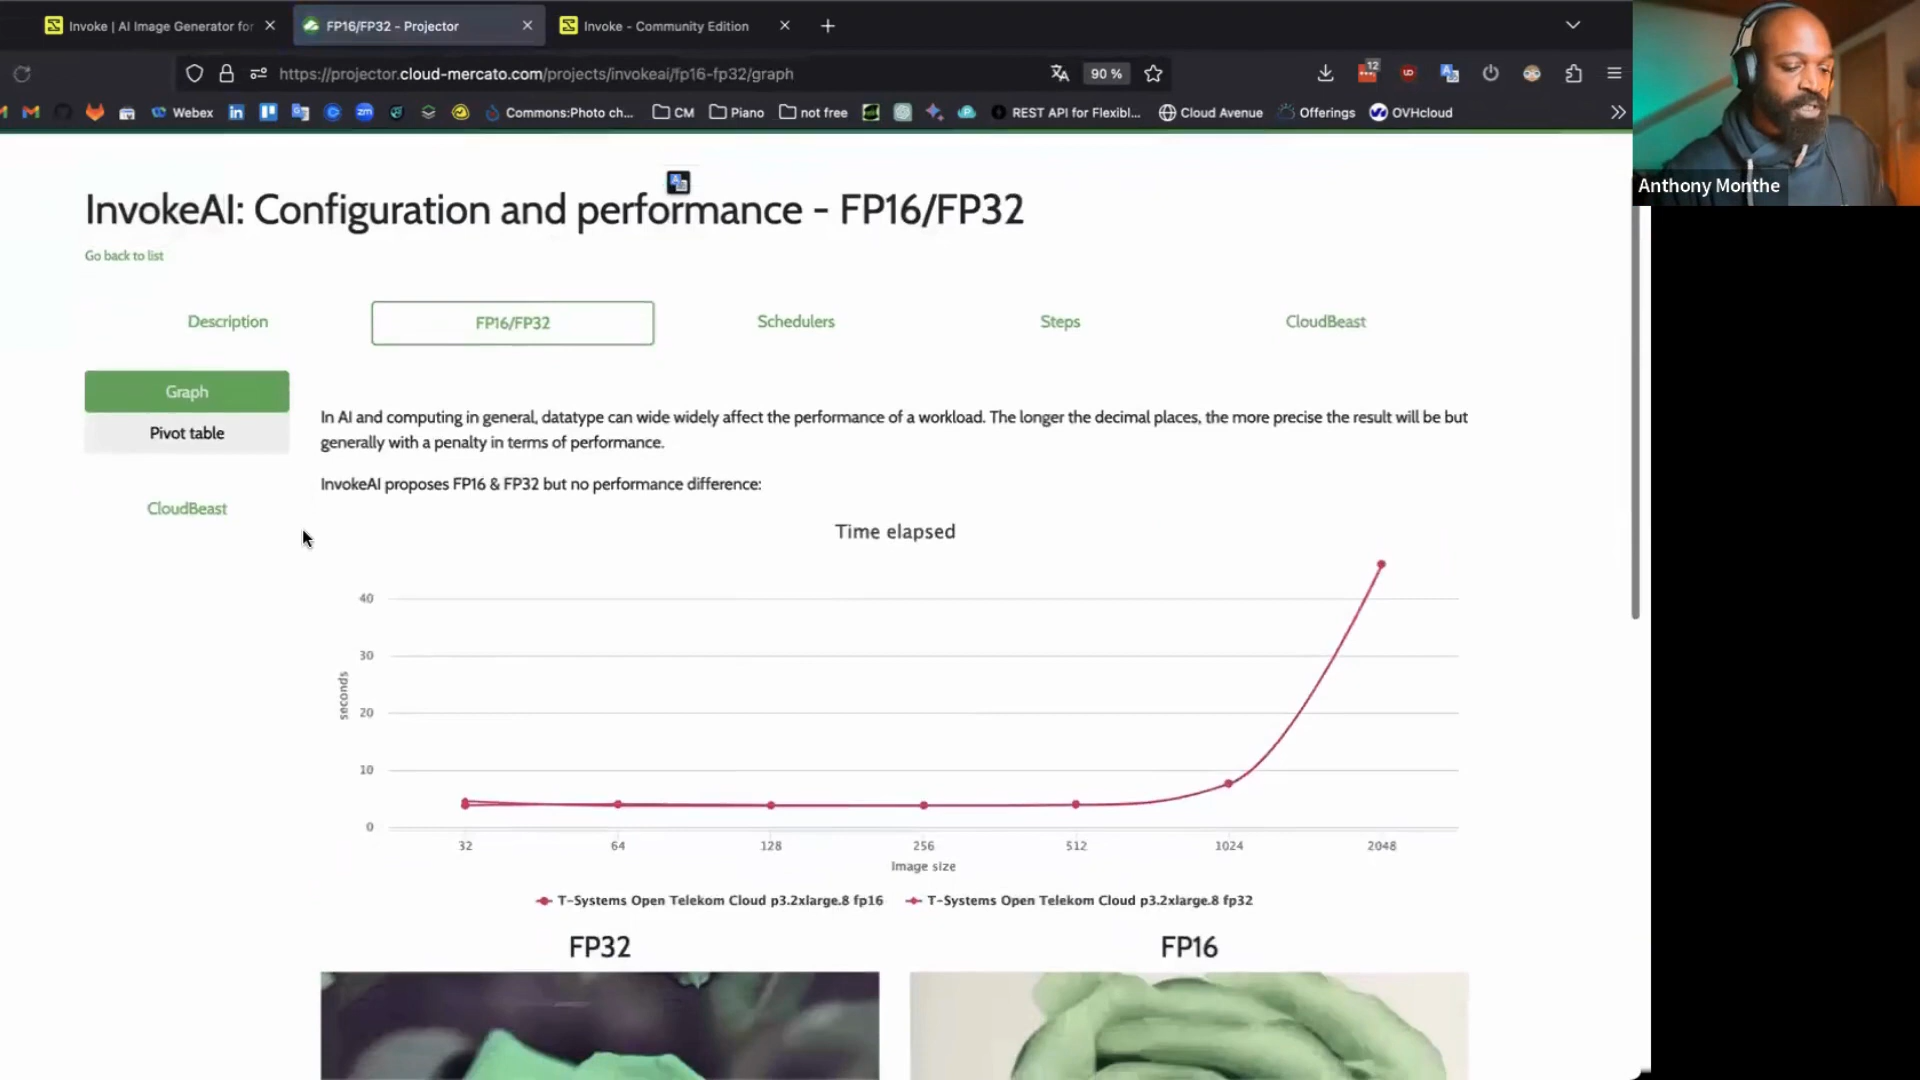 Invoke | AI Image Generator for
FP16/FP32 - Projector
Invoke - Community Edition
https://projector.cloud-mercato.com/projects/invokeai/fp16-fp32/graph
90 %
12
Webex
Commons:Photo ch...
CM
Piano
not free
REST API for Flexibl...
Cloud Avenue
Offerings
OVHcloud
Anthony Monthe
InvokeAI: Configuration and performance - FP16/FP32
Go back to list
Description
FP16/FP32
Schedulers
Steps
CloudBeast
Graph
Pivot table
CloudBeast
In AI and computing in general, datatype can wide widely affect the performance of a workload. The longer the decimal places, the more precise the result will be but
generally with a penalty in terms of performance.
InvokeAI proposes FP16 & FP32 but no performance difference:
Time elapsed
40
30
20
10
0
seconds
32 64 128 256 512 1024 2048
Image size
T-Systems Open Telekom Cloud p3.2xlarge.8 fp16
T-Systems Open Telekom Cloud p3.2xlarge.8 fp32
FP32
FP16